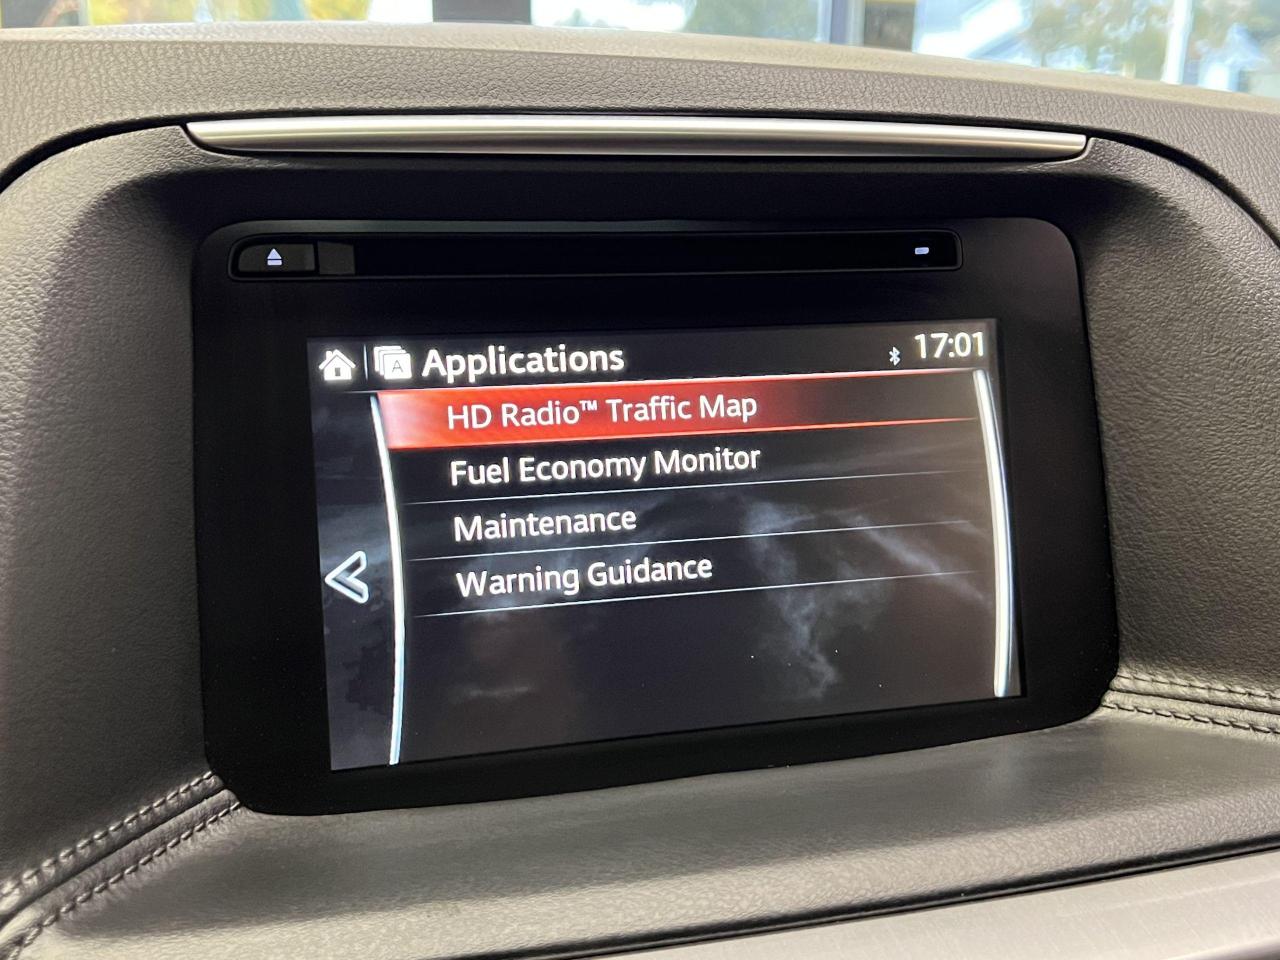 Applications
17:01
HD Radio™ Traffic Map
Fuel Economy Monitor
Maintenance
Warning Guidance